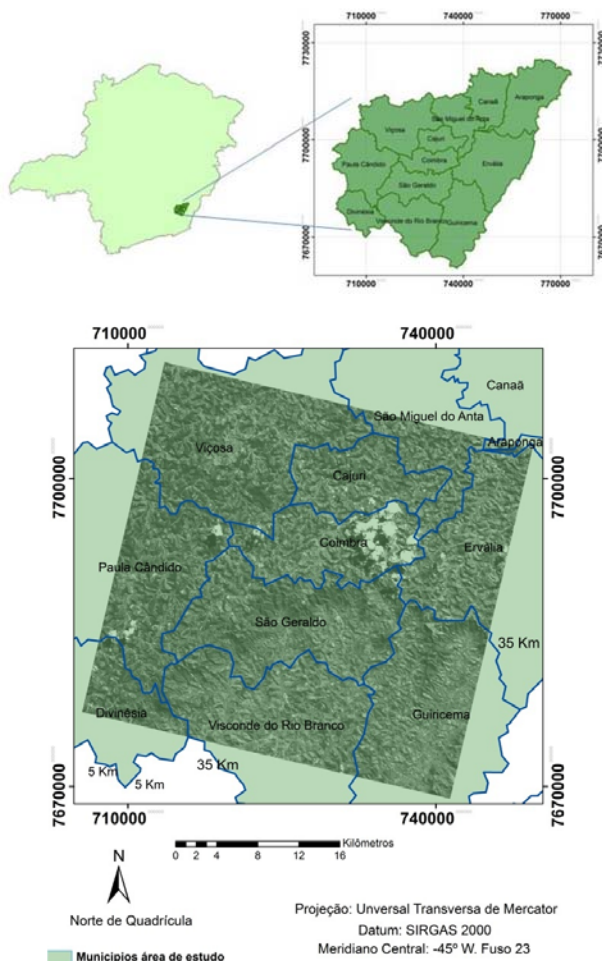 710000 740000 770000
7730000
7700000
7670000
Canaã
Araponga
São Miguel do Anta
Viçosa
Cajuri
Coimbra
Ervália
Paula Cândido
São Geraldo
Divinésia
Visconde do Rio Branco
Guiricema
710000 740000 770000
710000 740000
Canaã
São Miguel do Anta
Araponga
Viçosa
Cajuri
7700000
7700000
Coimbra
Ervália
Paula Cândido
São Geraldo
35 Km
Divinésia
Visconde do Rio Branco
Guiricema
35 Km
5 Km
5 Km
7670000
7670000
710000 740000
Kilômetros
0 2 4 8 12 16
N
Norte de Quadrícula
Projeção: Unversal Transversa de Mercator
Datum: SIRGAS 2000
Meridiano Central: -45º W. Fuso 23
Municipios área de estudo